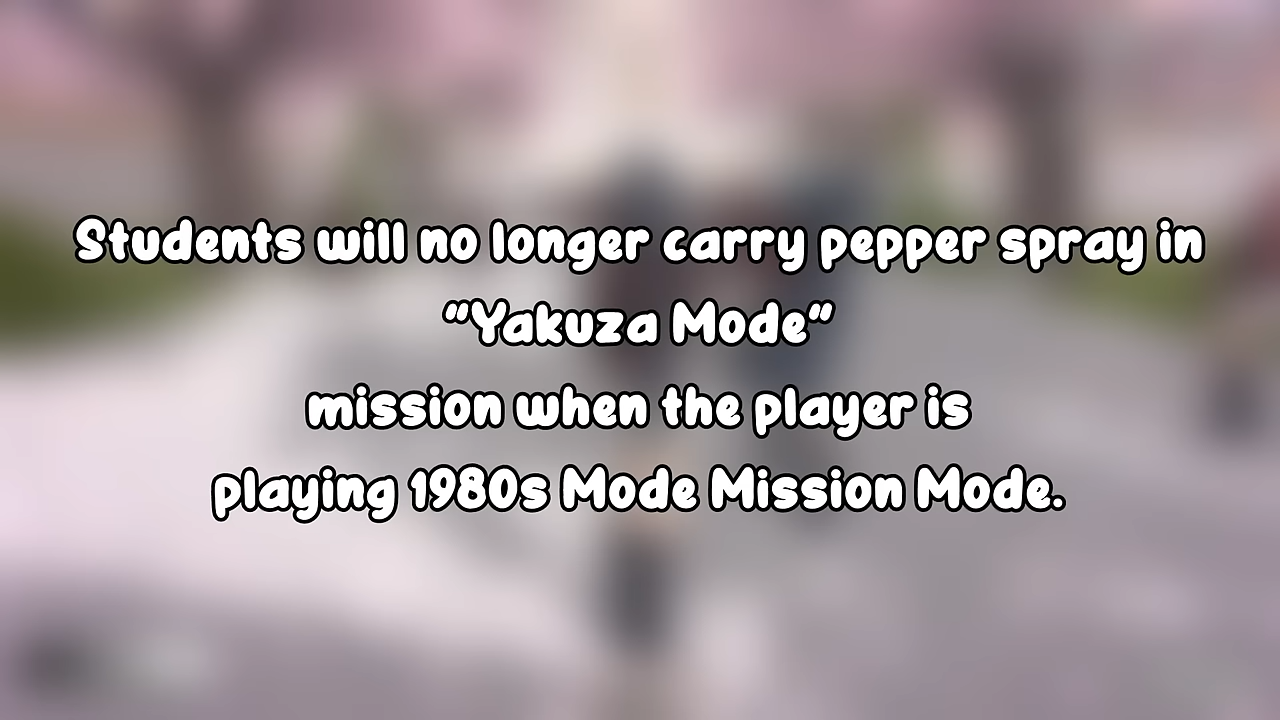 Students will no longer carry pepper spray in
"Yakuza Mode"
mission when the player is
playing 1980s Mode Mission Mode.